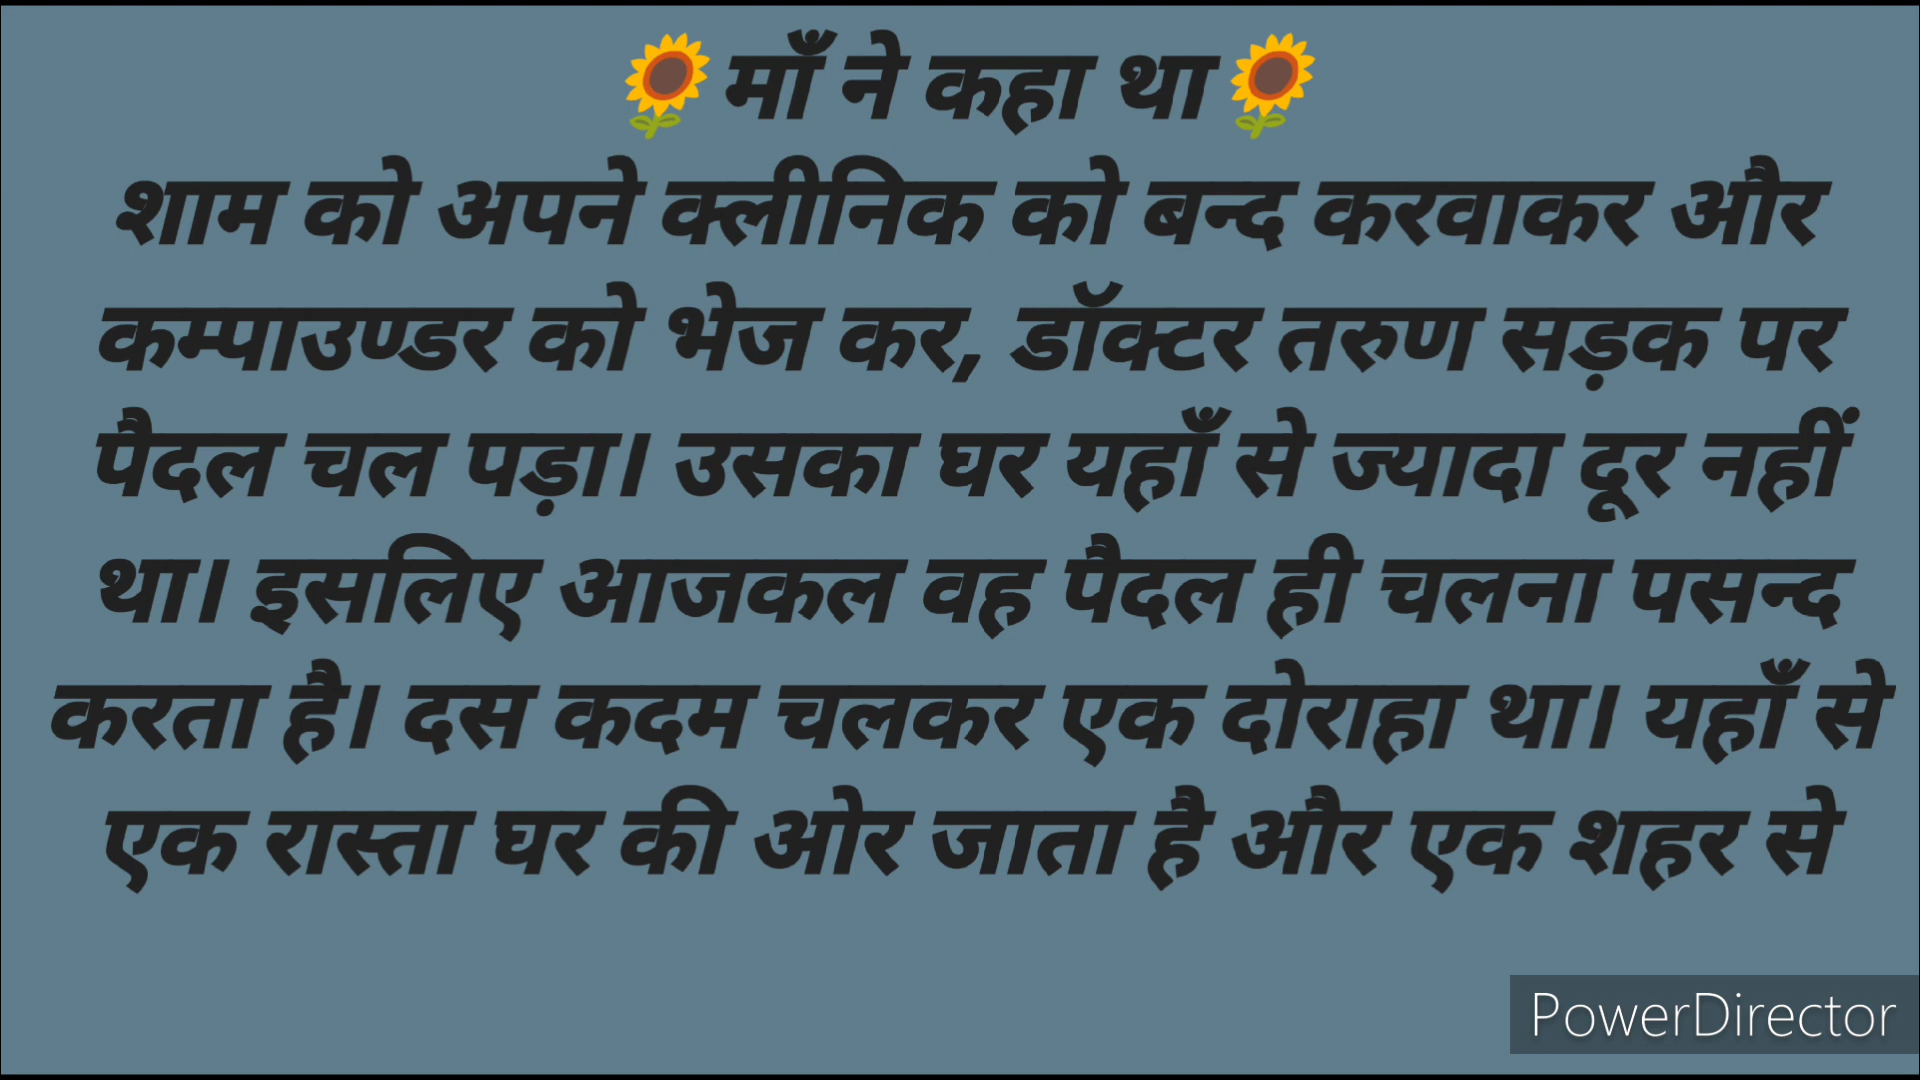 🌻माँ ने कहा था🌻
शाम को अपने क्लीनिक को बन्द करवाकर और
कम्पाउण्डर को भेज कर, डॉक्टर तरुण सड़क पर
पैदल चल पड़ा। उसका घर यहाँ से ज्यादा दूर नहीं
था। इसलिए आजकल वह पैदल ही चलना पसन्द
करता है। दस कदम चलकर एक दोराहा था। यहाँ से
एक रास्ता घर की ओर जाता है और एक शहर से
PowerDirector